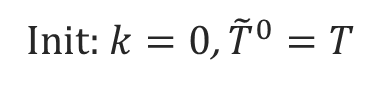 Init: k = 0, T̃⁰ = T